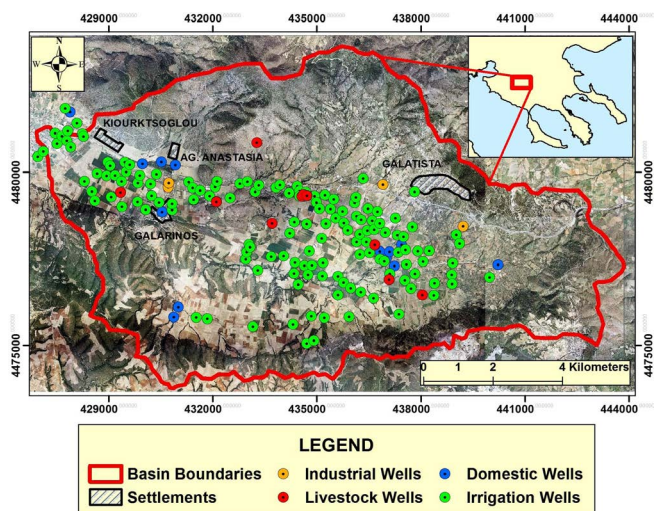 429000 432000 435000 438000 441000 444000
N
W E
S
KIOURKTSOGLOU
AG. ANASTASIA
GALATISTA
GALARINOS
4480000 4480000
4475000 4475000
0 1 2 4 Kilometers
429000 432000 435000 438000 441000 444000
LEGEND
Basin Boundaries Industrial Wells Domestic Wells
Settlements Livestock Wells Irrigation Wells